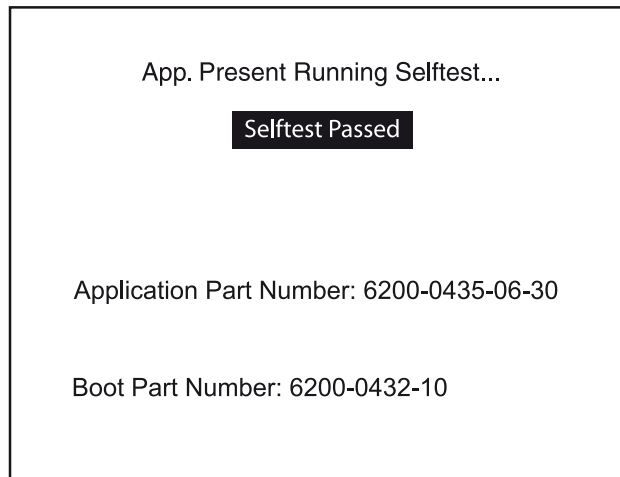 App. Present Running Selftest...
Selftest Passed
Application Part Number: 6200-0435-06-30
Boot Part Number: 6200-0432-10